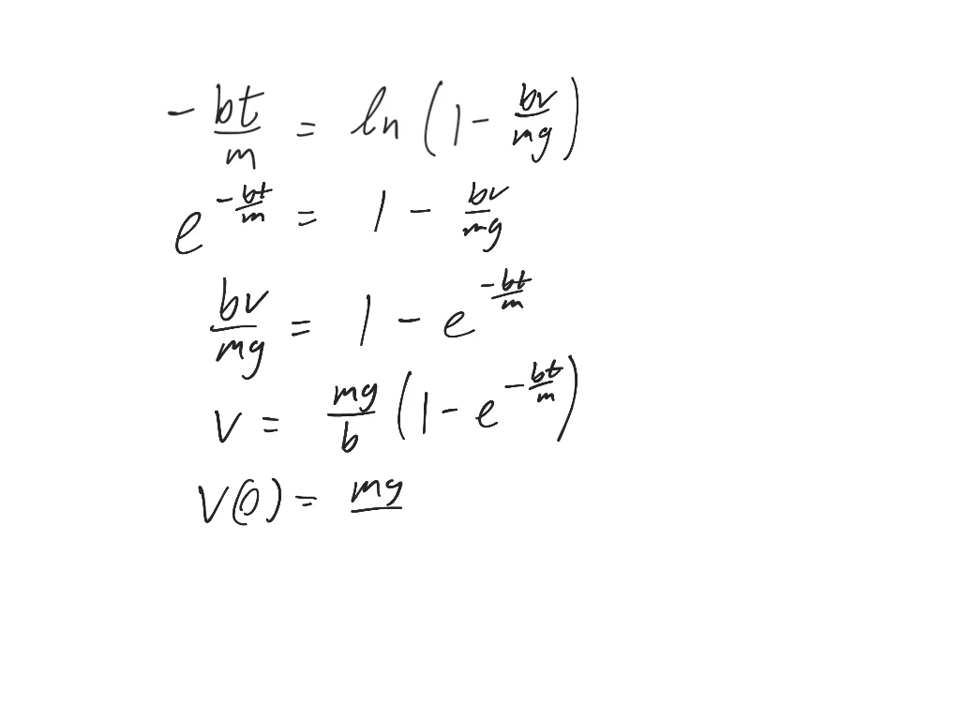 -bt/m = ln(1 - bv/mg)
e^(-bt/m) = 1 - bv/mg
bv/mg = 1 - e^(-bt/m)
v = mg/b (1 - e^(-bt/m))
v(0) = mg/